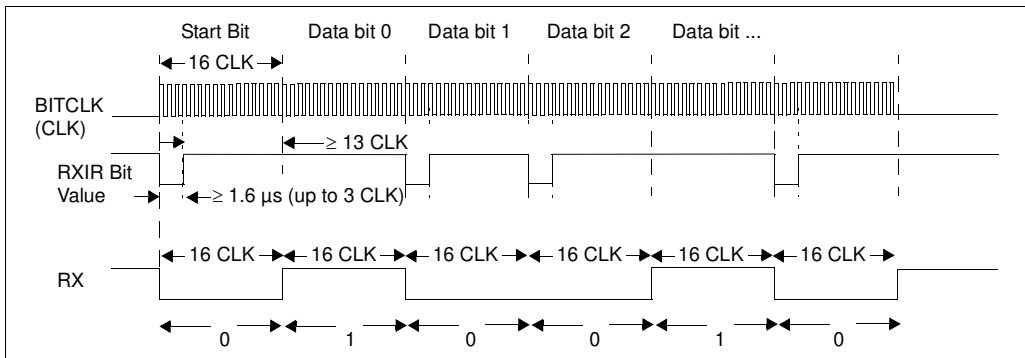 Start Bit Data bit 0 Data bit 1 Data bit 2 Data bit ...
16 CLK
BITCLK
(CLK)
≥ 13 CLK
RXIR Bit
Value
≥ 1.6 µs (up to 3 CLK)
16 CLK 16 CLK 16 CLK 16 CLK 16 CLK 16 CLK
RX
0 1 0 0 1 0